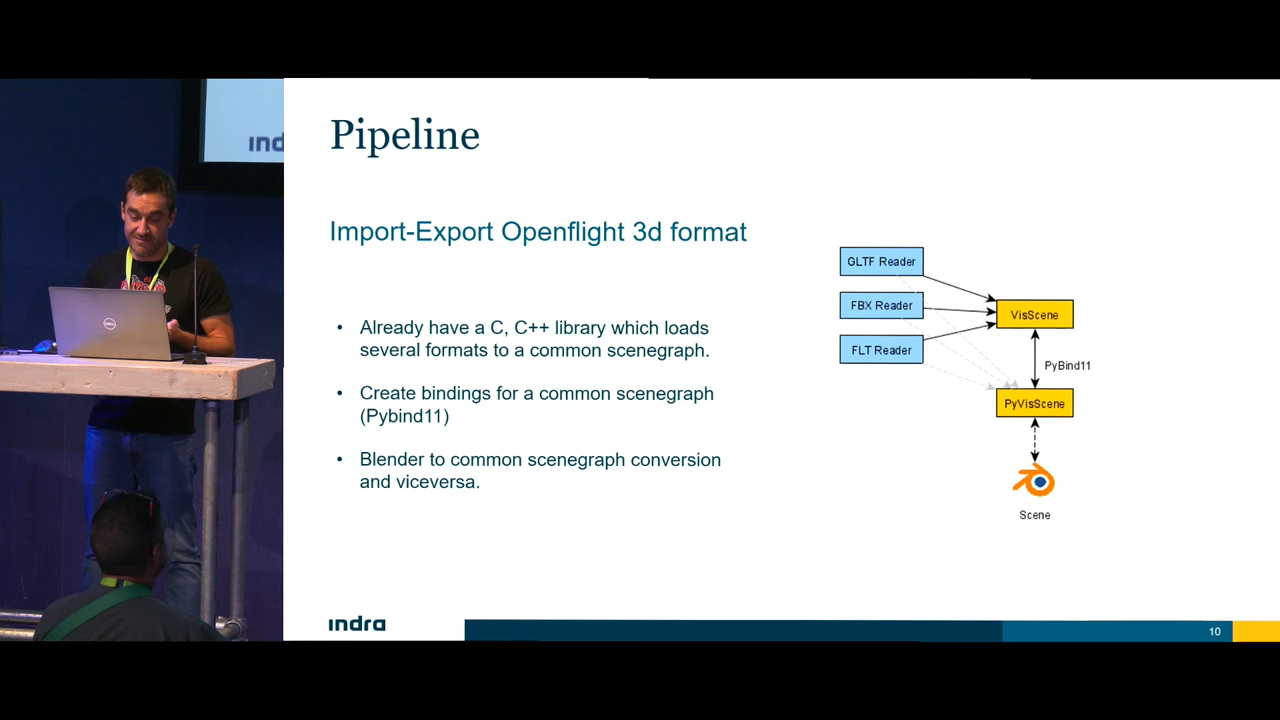 ind
Pipeline
Import-Export Openflight 3d format
• Already have a C, C++ library which loads
several formats to a common scenegraph.
• Create bindings for a common scenegraph
(Pybind11)
• Blender to common scenegraph conversion
and viceversa.
GLTF Reader
FBX Reader
FLT Reader
VisScene
PyBind11
PyVisScene
Scene
indra
10
DELL